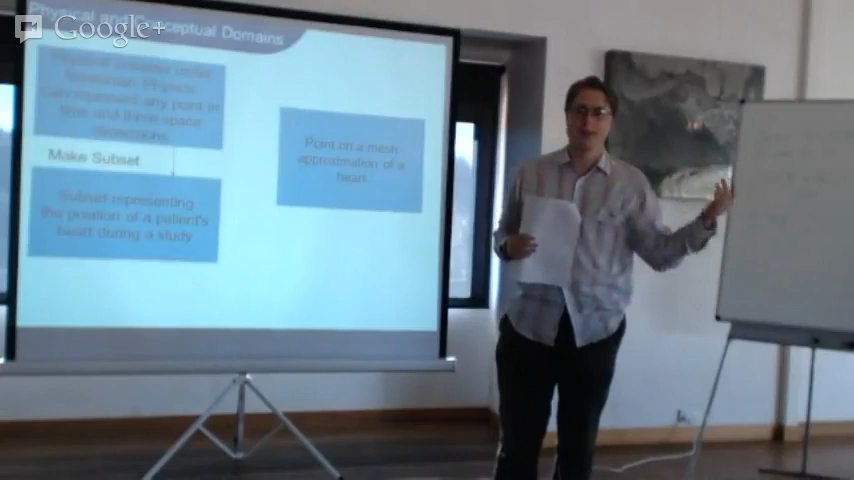 Google+
Physical and Conceptual Domains
Physical universe under
Newtonian Physics:
Can represent any point in
time and three space
dimensions.
Make Subset
Subset representing
the position of a patient's
heart during a study
Point on a mesh
approximation of a
heart